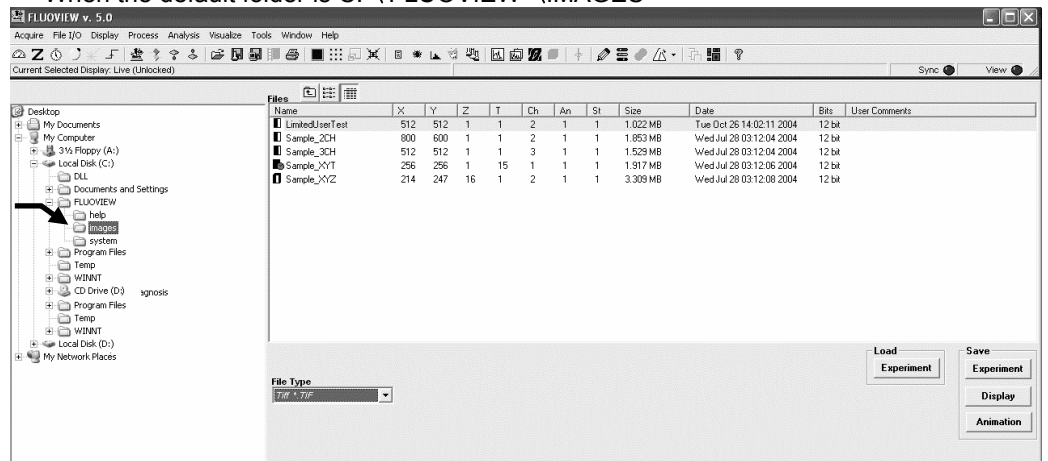 When the default folder is C: \FLUOVIEW \IMAGES
FLUOVIEW v. 5.0
Acquire File I/O Display Process Analysis Visualize Tools Window Help
Current Selected Display: Live (Unlocked)
Sync View
Files
Desktop
My Documents
My Computer
3½ Floppy (A:)
Local Disk (C:)
DLL
Documents and Settings
FLUOVIEW
help
images
system
Program Files
Temp
WINNT
CD Drive (D:) agnosis
Program Files
Temp
WINNT
Local Disk (D:)
My Network Places
Name X Y Z T Ch An St Size Date Bits User Comments
LimitedUserTest 512 512 1 1 2 1 1 1.022 MB Tue Oct 26 14:02:11 2004 12 bit
Sample_2CH 800 600 1 1 2 1 1 1.853 MB Wed Jul 28 03:12:04 2004 12 bit
Sample_3CH 512 512 1 1 3 1 1 1.529 MB Wed Jul 28 03:12:04 2004 12 bit
Sample_XYT 256 256 1 15 1 1 1 1.917 MB Wed Jul 28 03:12:06 2004 12 bit
Sample_XYZ 214 247 16 1 2 1 1 3.309 MB Wed Jul 28 03:12:08 2004 12 bit
File Type
Tiff *.TIF
Load
Experiment
Save
Experiment
Display
Animation